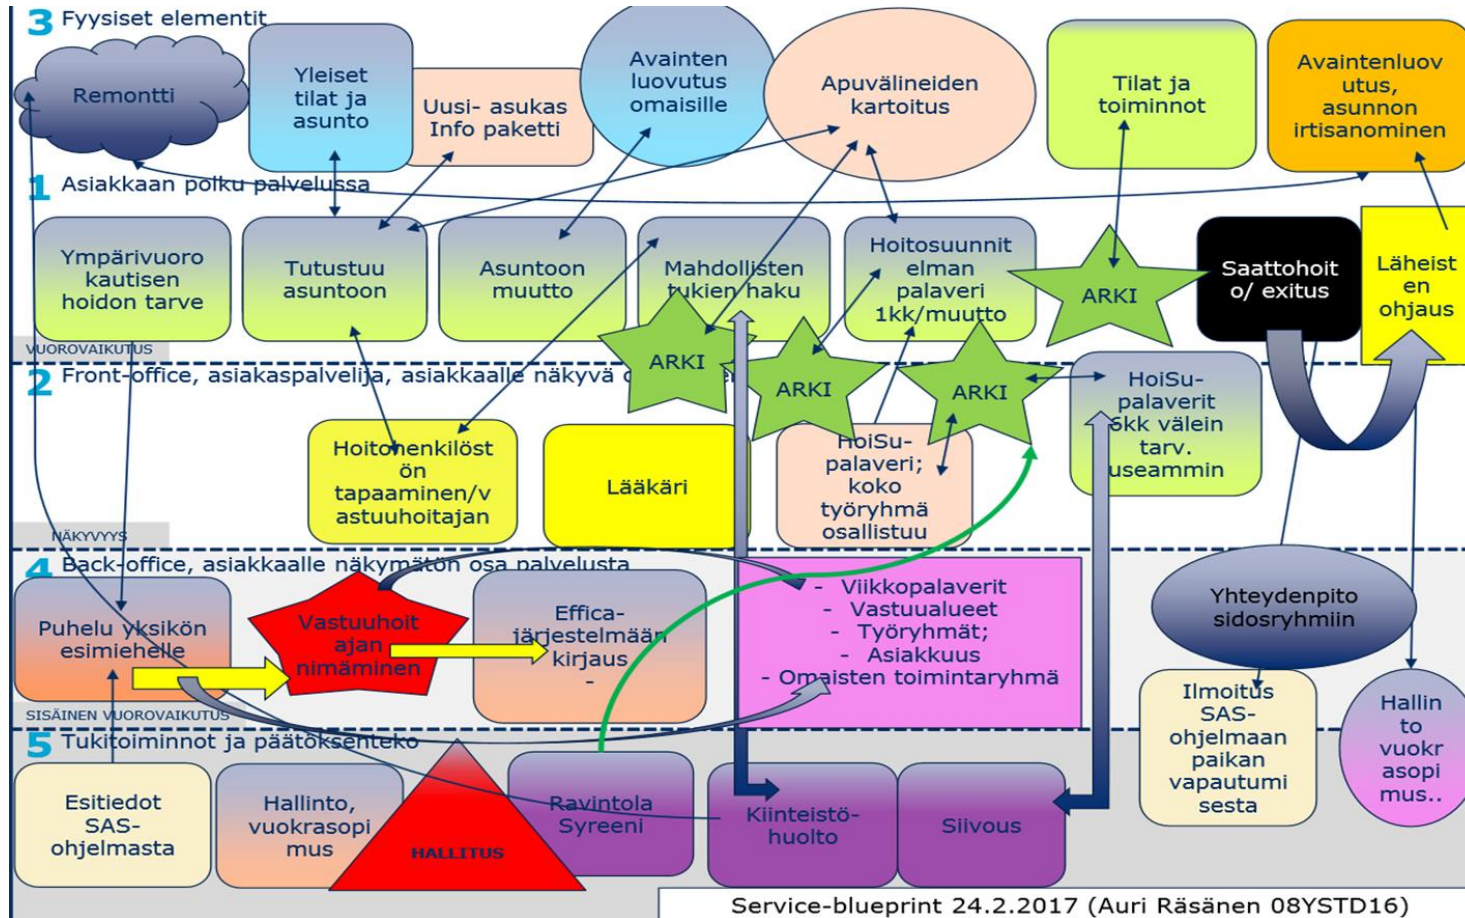 3 Fyysiset elementit
Remontti
Yleiset
tilat ja
asunto
Uusi- asukas
Info paketti
Avainten
luovutus
omaisille
Apuvälineiden
kartoitus
Tilat ja
toiminnot
Avaintenluov
utus,
asunnon
irtisanominen
1 Asiakkaan polku palvelussa
Ympärivuoro
kautisen
hoidon tarve
Tutustuu
asuntoon
Asuntoon
muutto
Mahdollisten
tukien haku
Hoitosuunnit
elman
palaveri
1kk/muutto
ARKI
Saattohoit
o/ exitus
Läheist
en
ohjaus
VUOROVAIKUTUS
2 Front-office, asiakaspalvelija, asiakkaalle näkyvä
ARKI
ARKI
ARKI
HoiSu-
palaverit
6kk välein
tarv.
useammin
Hoitohenkilöst
ön
tapaaminen/v
astuuhoitajan
Lääkäri
HoiSu-
palaveri;
koko
työryhmä
osallistuu
NÄKYVYYS
4 Back-office, asiakkaalle näkymätön osa palvelusta
Puhelu yksikön
esimiehelle
Vastuuhoit
ajan
nimäminen
Effica-
järjestelmään
kirjaus
-
- Viikkopalaverit
- Vastuualueet
- Työryhmät;
- Asiakkuus
- Omaisten toimintaryhmä
Yhteydenpito
sidosryhmiin
SISÄINEN VUOROVAIKUTUS
5 Tukitoiminnot ja päätöksenteko
Esitiedot
SAS-
ohjelmasta
Hallinto,
vuokrasopi
mus
HALLITUS
Ravintola
Syreeni
Kiinteistö-
huolto
Siivous
Ilmoitus
SAS-
ohjelmaan
paikan
vapautumi
sesta
Hallin
to
vuokr
asopi
mus..
Service-blueprint 24.2.2017 (Auri Räsänen 08YSTD16)